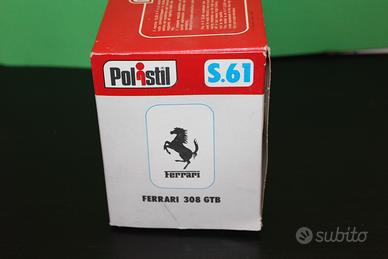 Polistil
S.61
Ferrari
FERRARI 308 GTB
subito